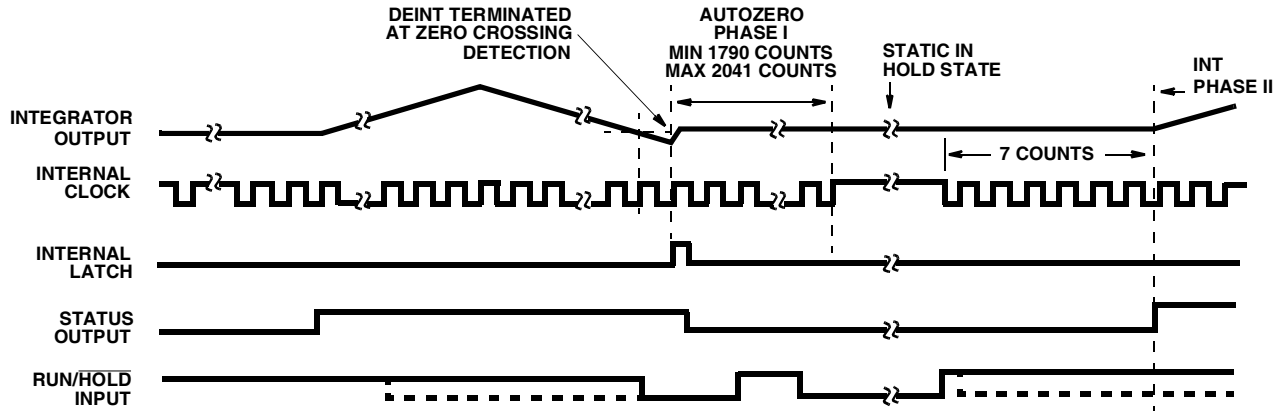 DEINT TERMINATED
AT ZERO CROSSING
DETECTION
AUTOZERO
PHASE I
MIN 1790 COUNTS
MAX 2041 COUNTS
STATIC IN
HOLD STATE
INT
PHASE II
INTEGRATOR
OUTPUT
7 COUNTS
INTERNAL
CLOCK
INTERNAL
LATCH
STATUS
OUTPUT
RUN/HOLD
INPUT